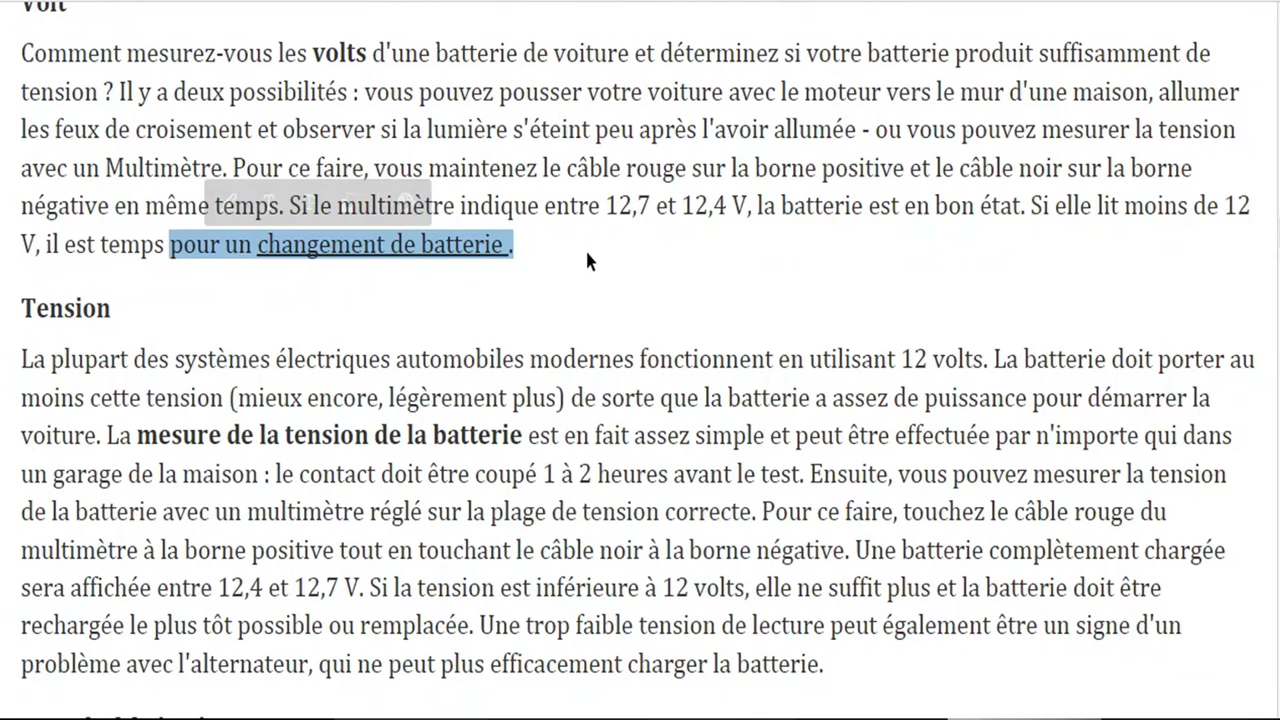 Volt
Comment mesurez-vous les volts d'une batterie de voiture et déterminez si votre batterie produit suffisamment de
tension ? Il y a deux possibilités : vous pouvez pousser votre voiture avec le moteur vers le mur d'une maison, allumer
les feux de croisement et observer si la lumière s'éteint peu après l'avoir allumée - ou vous pouvez mesurer la tension
avec un Multimètre. Pour ce faire, vous maintenez le câble rouge sur la borne positive et le câble noir sur la borne
négative en même temps. Si le multimètre indique entre 12,7 et 12,4 V, la batterie est en bon état. Si elle lit moins de 12
V, il est temps pour un changement de batterie .
Tension
La plupart des systèmes électriques automobiles modernes fonctionnent en utilisant 12 volts. La batterie doit porter au
moins cette tension (mieux encore, légèrement plus) de sorte que la batterie a assez de puissance pour démarrer la
voiture. La mesure de la tension de la batterie est en fait assez simple et peut être effectuée par n'importe qui dans
un garage de la maison : le contact doit être coupé 1 à 2 heures avant le test. Ensuite, vous pouvez mesurer la tension
de la batterie avec un multimètre réglé sur la plage de tension correcte. Pour ce faire, touchez le câble rouge du
multimètre à la borne positive tout en touchant le câble noir à la borne négative. Une batterie complètement chargée
sera affichée entre 12,4 et 12,7 V. Si la tension est inférieure à 12 volts, elle ne suffit plus et la batterie doit être
rechargée le plus tôt possible ou remplacée. Une trop faible tension de lecture peut également être un signe d'un
problème avec l'alternateur, qui ne peut plus efficacement charger la batterie.